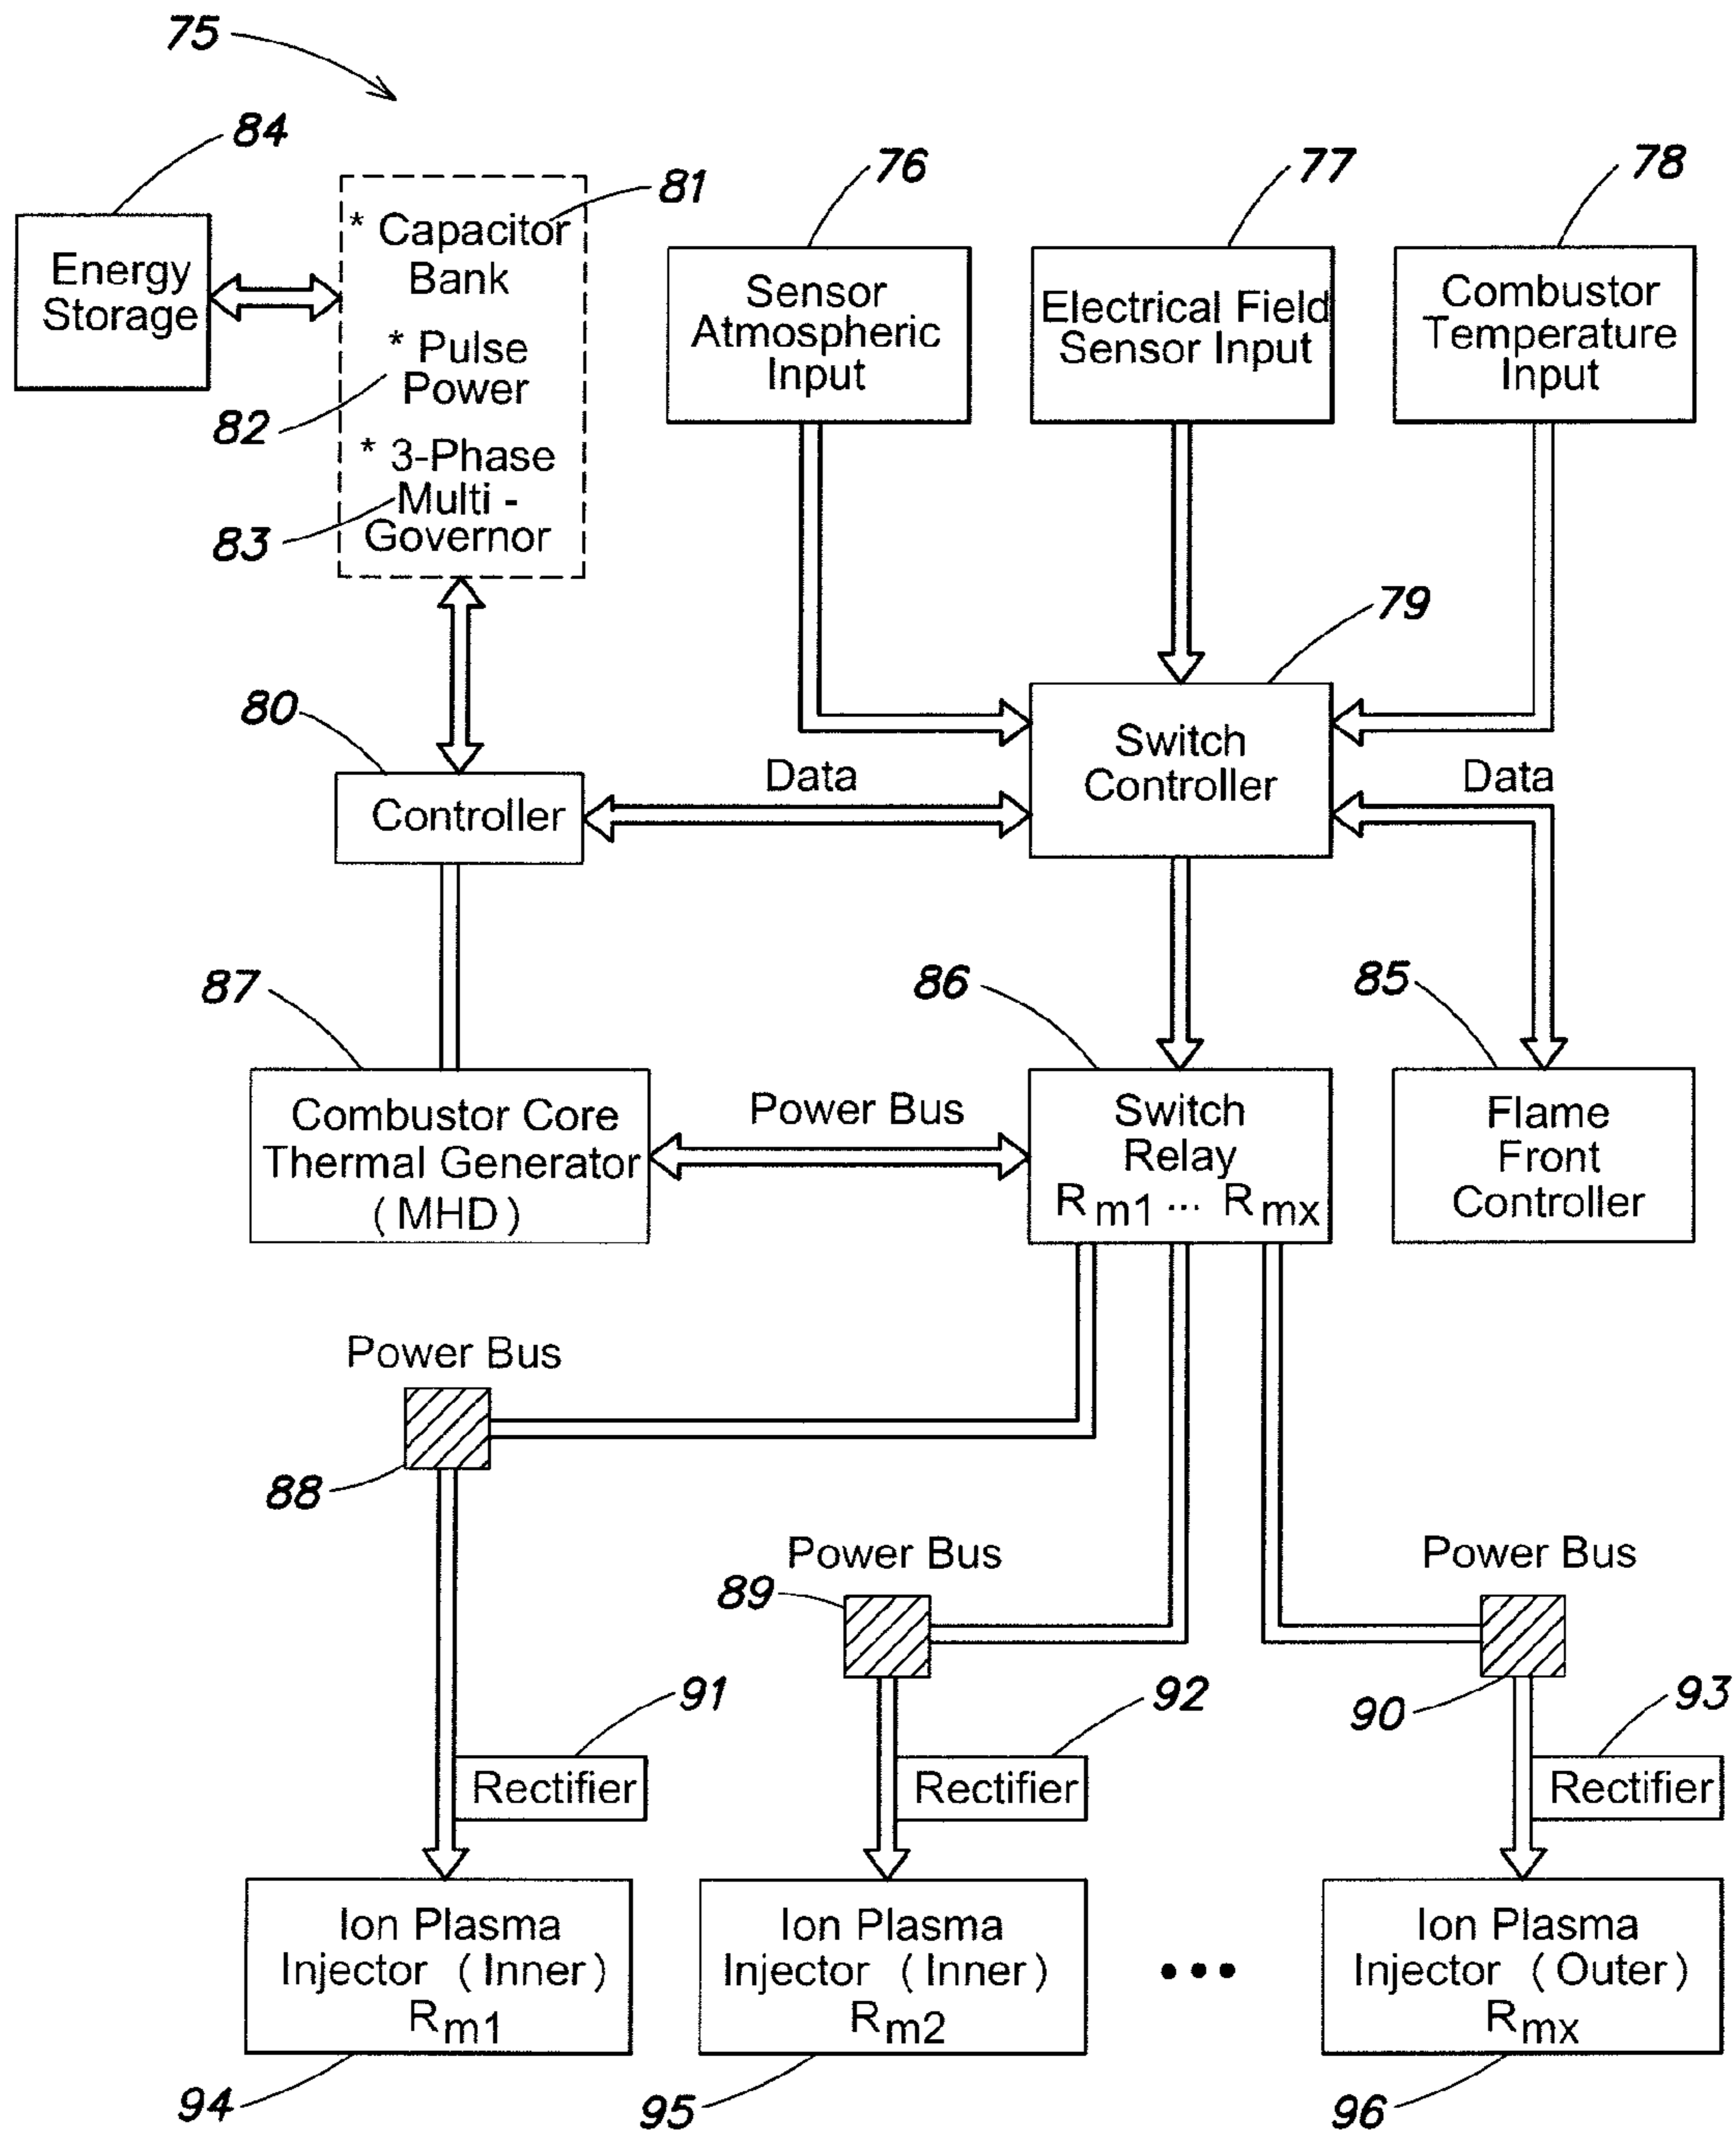 75
84
81
76
77
78
Energy
Storage
* Capacitor
Bank
* Pulse
Power
82
* 3-Phase
Multi -
Governor
83
Sensor
Atmospheric
Input
Electrical Field
Sensor Input
Combustor
Temperature
Input
79
80
Controller
Data
Switch
Controller
Data
87
86
85
Combustor Core
Thermal Generator
(MHD)
Power Bus
Switch
Relay
Rm1 ... Rmx
Flame
Front
Controller
Power Bus
88
Power Bus
89
Power Bus
90
91
92
93
Rectifier
Rectifier
Rectifier
Ion Plasma
Injector (Inner)
Rm1
Ion Plasma
Injector (Inner)
Rm2
•••
Ion Plasma
Injector (Outer)
Rmx
94
95
96